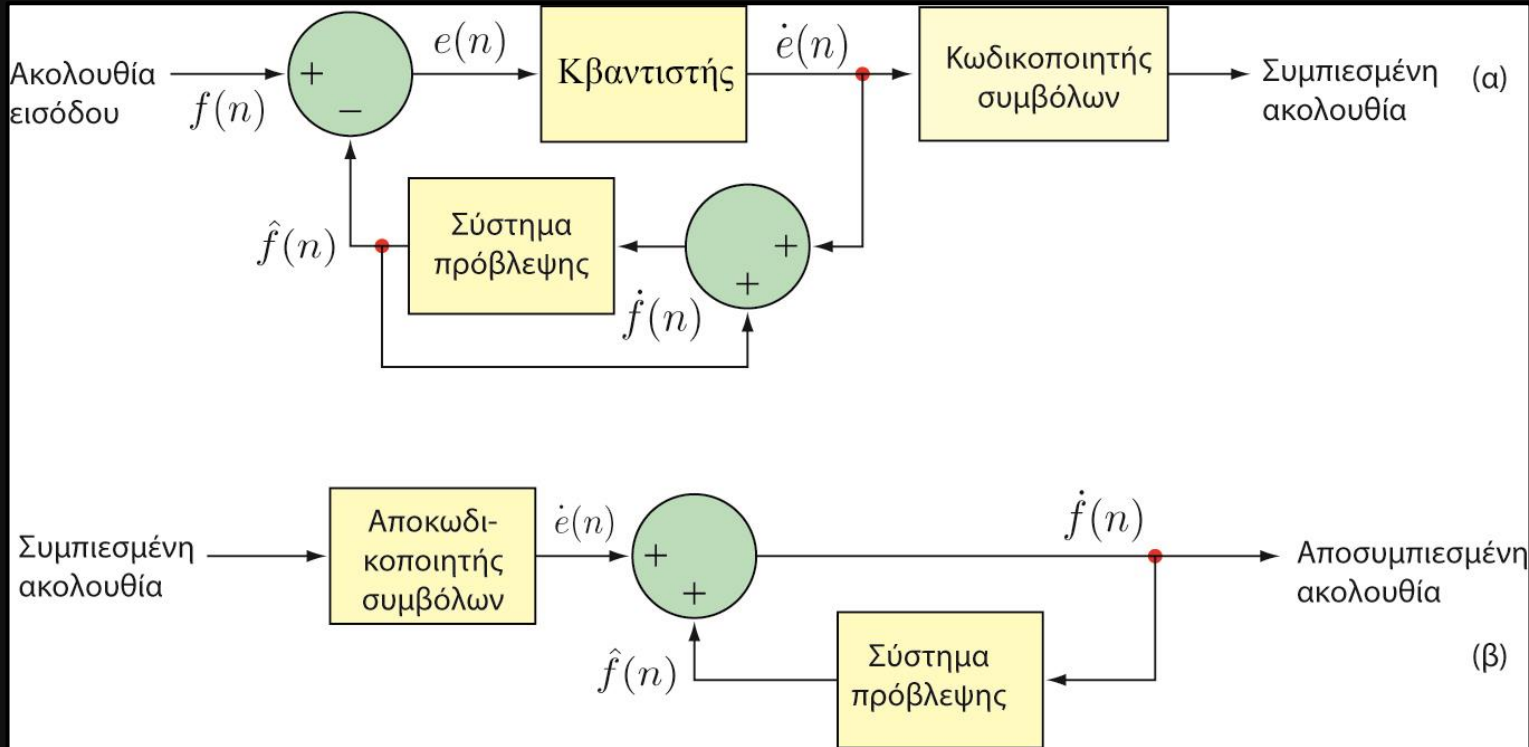 Ακολουθία
εισόδου
f(n)
+
−
e(n)
Κβαντιστής
ė(n)
Κωδικοποιητής
συμβόλων
Συμπιεσμένη
ακολουθία
(α)
f̂(n)
Σύστημα
πρόβλεψης
ḟ(n)
+
+
Συμπιεσμένη
ακολουθία
Αποκωδι-
κοποιητής
συμβόλων
ė(n)
+
+
ḟ(n)
Αποσυμπιεσμένη
ακολουθία
f̂(n)
Σύστημα
πρόβλεψης
(β)